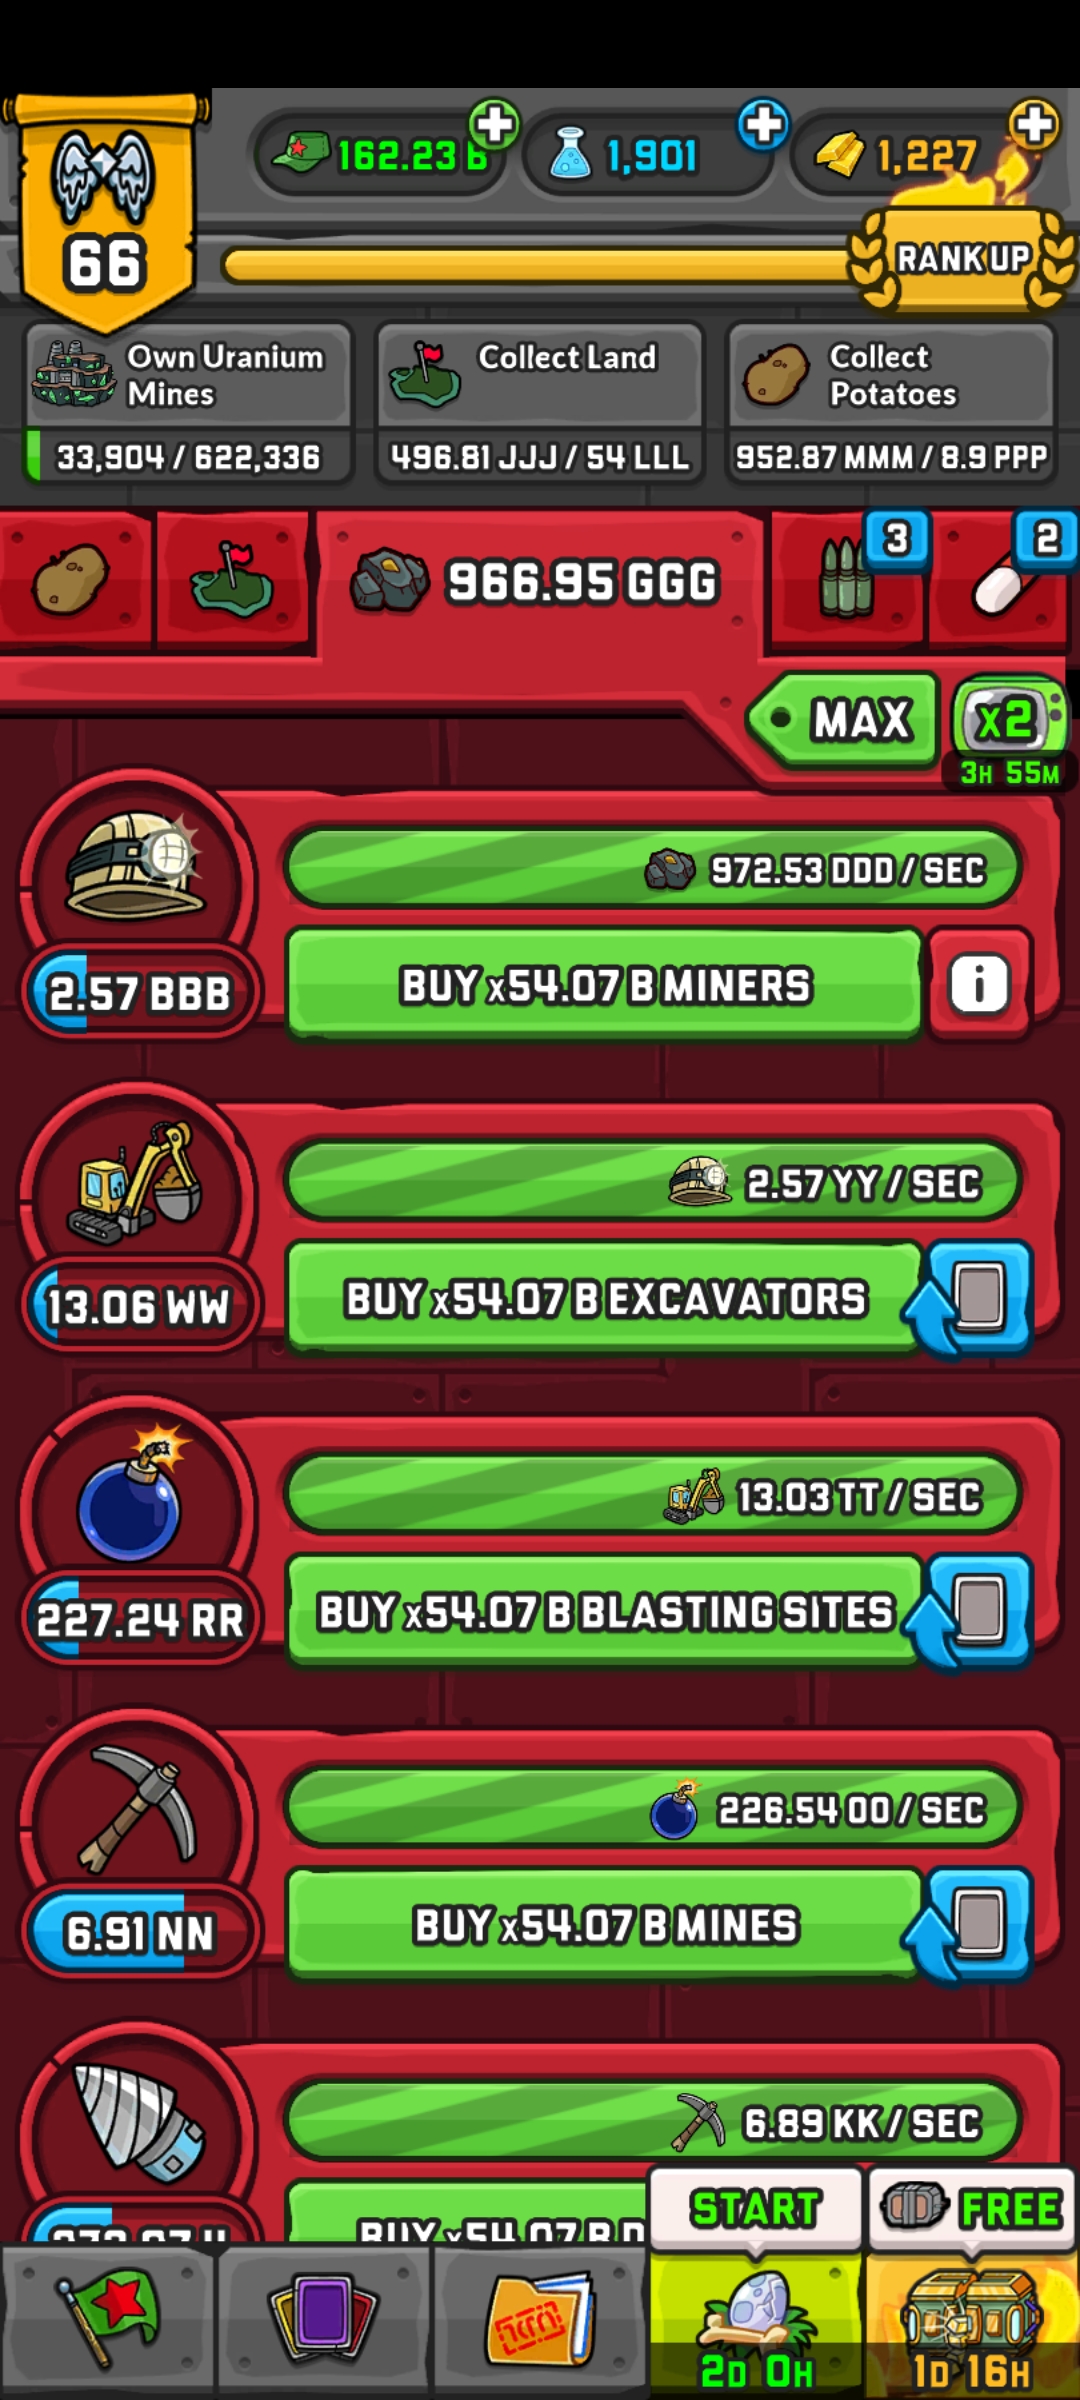 162.23 B
1,901
1,227
66
RANK UP
Own Uranium
Mines
33,904 / 622,336
Collect Land
496.81 JJJ / 54 LLL
Collect
Potatoes
952.87 MMM / 8.9 PPP
966.95 GGG
3
2
MAX
x2
3H 55M
972.53 DDD / SEC
2.57 BBB
BUY x54.07 B MINERS
i
2.57 YY / SEC
13.06 WW
BUY x54.07 B EXCAVATORS
13.03 TT / SEC
227.24 RR
BUY x54.07 B BLASTING SITES
226.54 OO / SEC
6.91 NN
BUY x54.07 B MINES
6.89 KK / SEC
BUY x54.07 B
START
FREE
2D 0H
1D 16H